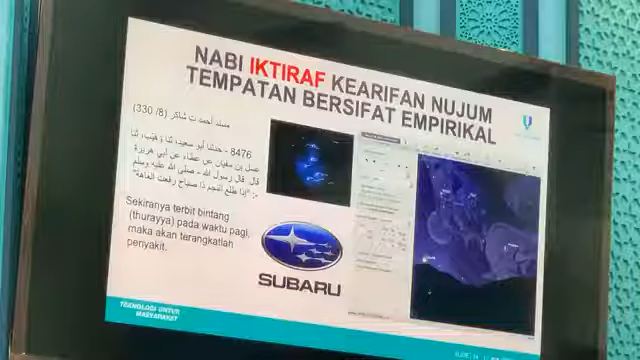 NABI IKTIRAF KEARIFAN NUJUM
TEMPATAN BERSIFAT EMPIRIKAL
مسند أحمد ت شاكر (8/ 330)
8476 - حدثنا أبو سعيد، ثنا وهيب، ثنا
عسل بن سفيان عن عطاء عن أبي هريرة
قال: قال رسول الله - صلى الله عليه وسلم
-: "إذا طلع النجم ذا صباح رفعت العاهة"
Sekiranya terbit bintang
(thurayya) pada waktu pagi,
maka akan terangkatlah
penyakit.
SUBARU
TEKNOLOGI UNTUK
MASYARAKAT